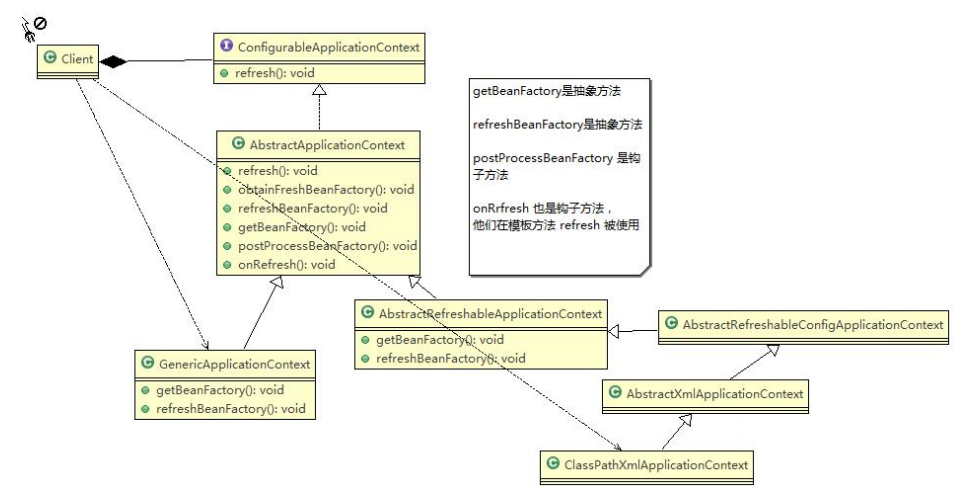 Client
ConfigurableApplicationContext
refresh(): void
AbstractApplicationContext
refresh(): void
obtainFreshBeanFactory(): void
refreshBeanFactory(): void
getBeanFactory(): void
postProcessBeanFactory(): void
onRefresh(): void
getBeanFactory是抽象方法
refreshBeanFactory是抽象方法
postProcessBeanFactory 是钩
子方法
onRrfresh 也是钩子方法，
他们在模板方法 refresh 被使用
AbstractRefreshableApplicationContext
getBeanFactory(): void
refreshBeanFactory(): void
AbstractRefreshableConfigApplicationContext
GenericApplicationContext
getBeanFactory(): void
refreshBeanFactory(): void
AbstractXmlApplicationContext
ClassPathXmlApplicationContext